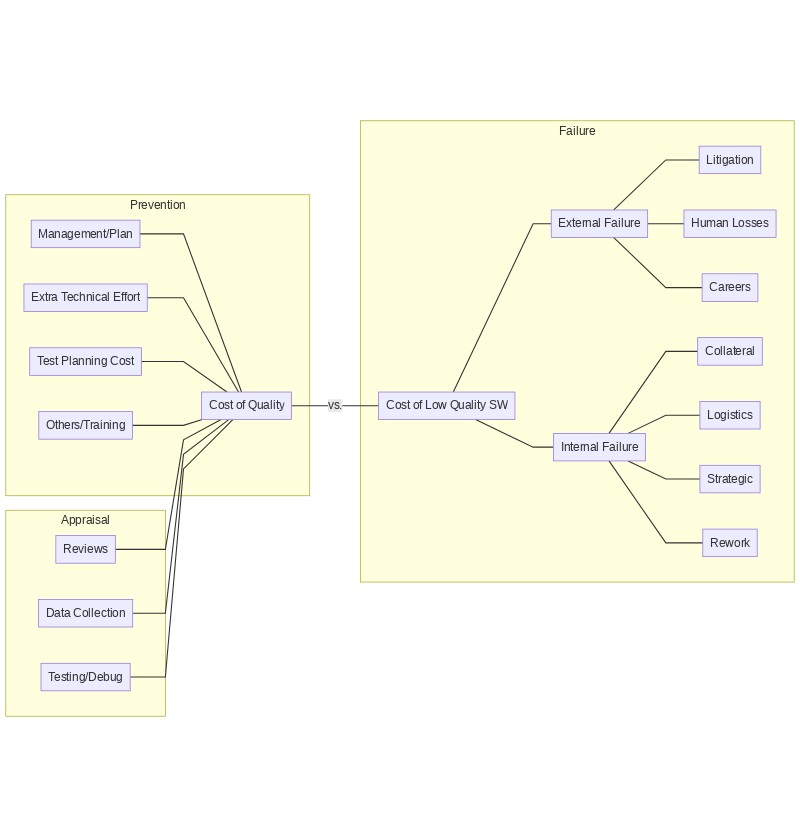 Prevention
Management/Plan
Extra Technical Effort
Test Planning Cost
Others/Training
Cost of Quality
Appraisal
Reviews
Data Collection
Testing/Debug
vs.
Failure
Cost of Low Quality SW
External Failure
Litigation
Human Losses
Careers
Internal Failure
Collateral
Logistics
Strategic
Rework